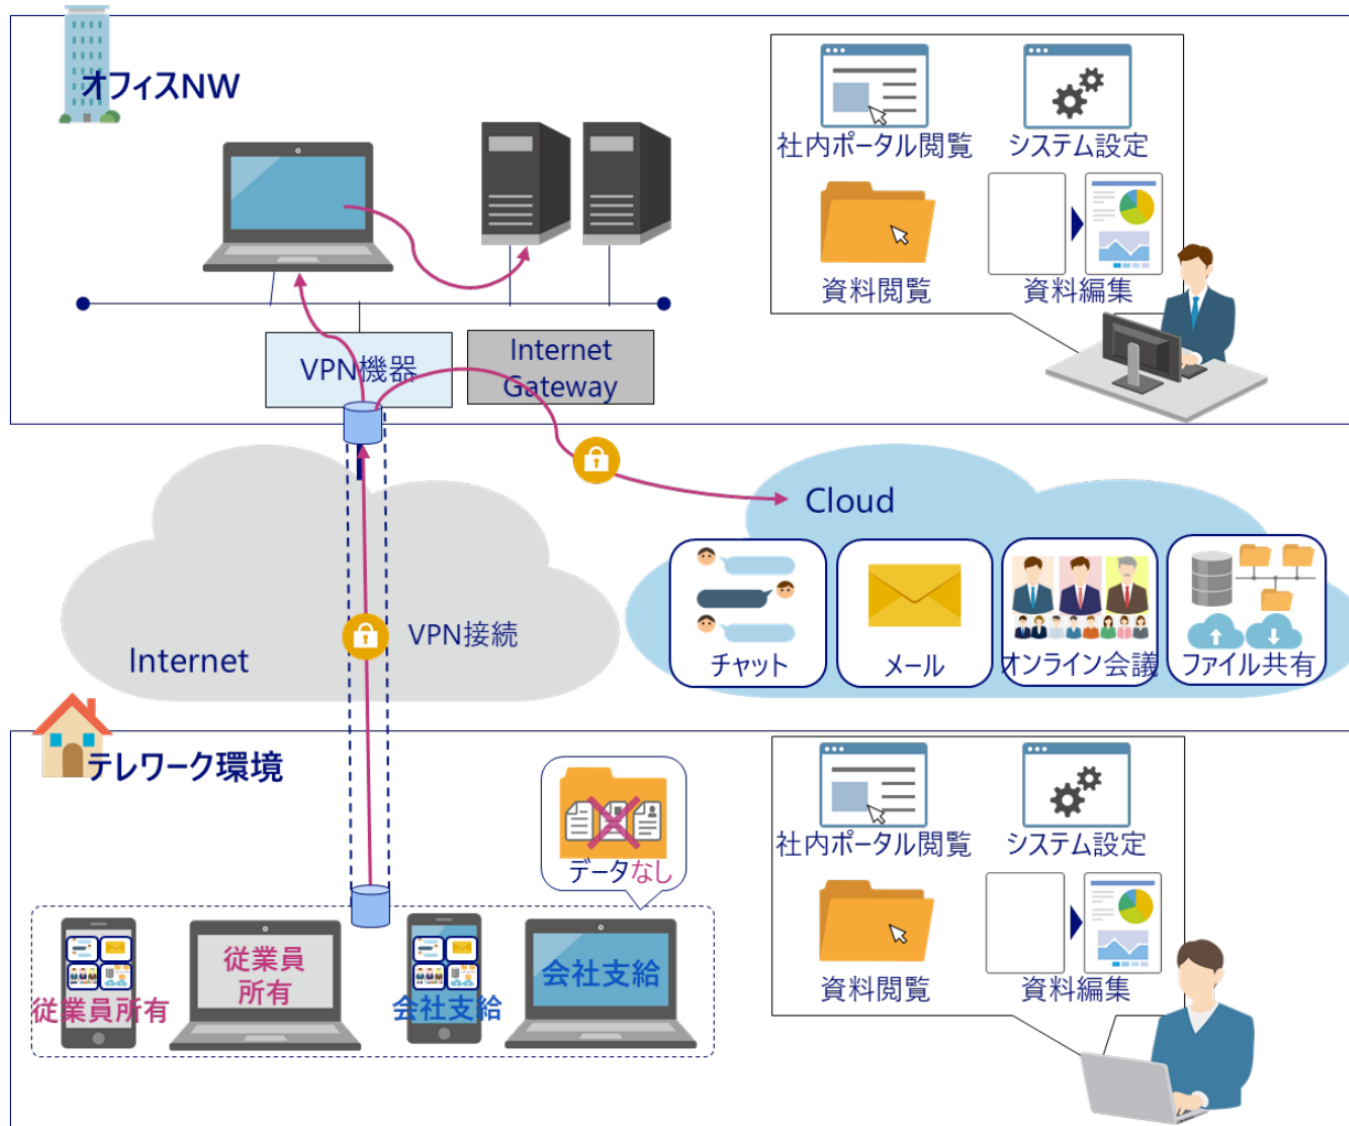 オフィスNW
社内ポータル閲覧
システム設定
資料閲覧
資料編集
VPN機器
Internet
Gateway
Cloud
チャット
メール
オンライン会議
ファイル共有
Internet
VPN接続
テレワーク環境
データなし
従業員所有
従業員
所有
会社支給
会社支給
社内ポータル閲覧
システム設定
資料閲覧
資料編集